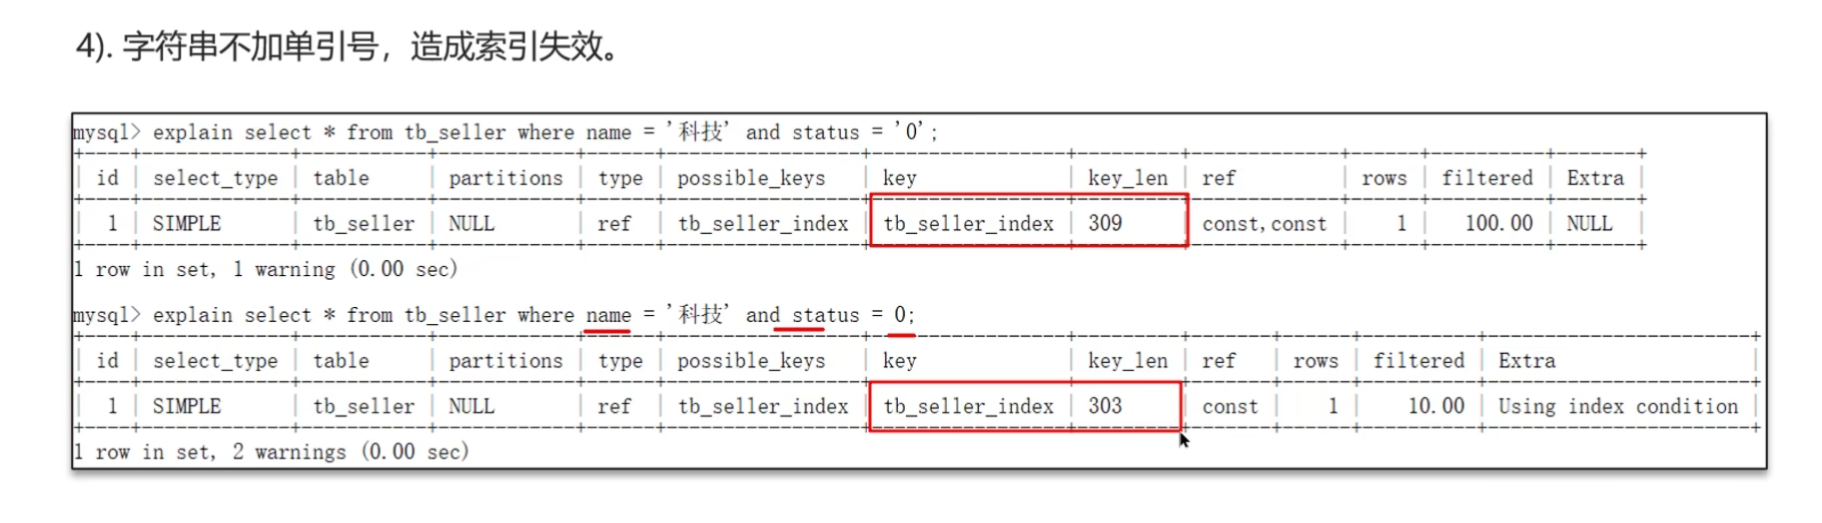 4). 字符串不加单引号，造成索引失效。
mysql> explain select * from tb_seller where name = '科技' and status = '0';
+----+-------------+-----------+------------+------+-----------------+-----------------+---------+-------------+------+----------+-------+
| id | select_type | table | partitions | type | possible_keys | key | key_len | ref | rows | filtered | Extra |
+----+-------------+-----------+------------+------+-----------------+-----------------+---------+-------------+------+----------+-------+
| 1 | SIMPLE | tb_seller | NULL | ref | tb_seller_index | tb_seller_index | 309 | const,const | 1 | 100.00 | NULL |
+----+-------------+-----------+------------+------+-----------------+-----------------+---------+-------------+------+----------+-------+
1 row in set, 1 warning (0.00 sec)
mysql> explain select * from tb_seller where name = '科技' and status = 0;
+----+-------------+-----------+------------+------+-----------------+-----------------+---------+-------+------+----------+-----------------------+
| id | select_type | table | partitions | type | possible_keys | key | key_len | ref | rows | filtered | Extra |
+----+-------------+-----------+------------+------+-----------------+-----------------+---------+-------+------+----------+-----------------------+
| 1 | SIMPLE | tb_seller | NULL | ref | tb_seller_index | tb_seller_index | 303 | const | 1 | 10.00 | Using index condition |
+----+-------------+-----------+------------+------+-----------------+-----------------+---------+-------+------+----------+-----------------------+
1 row in set, 2 warnings (0.00 sec)